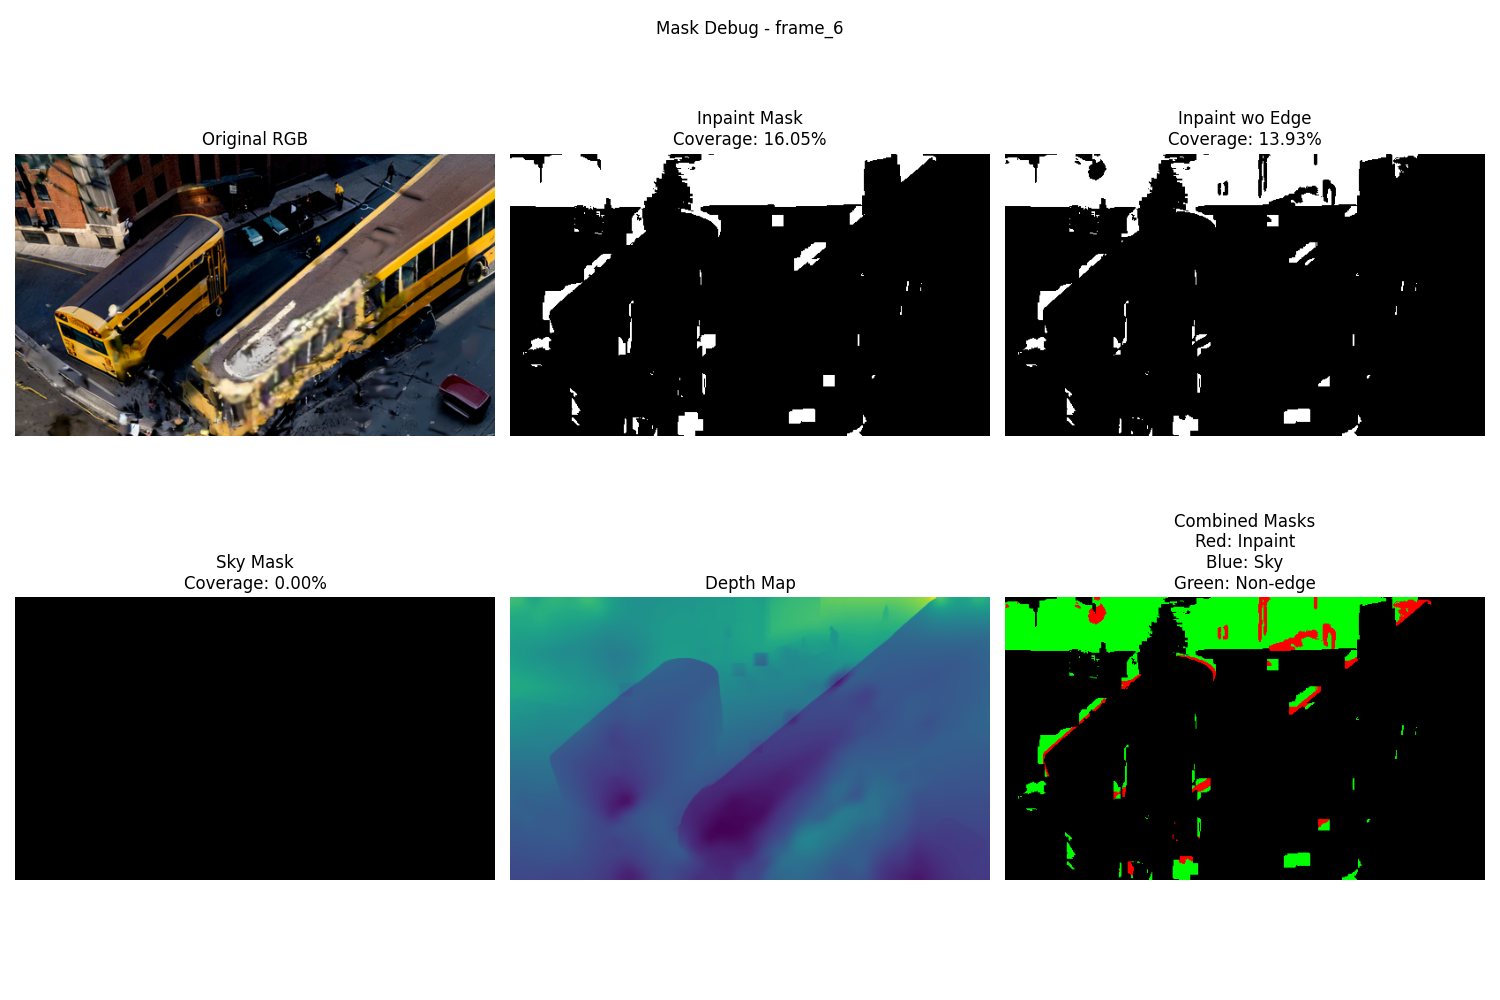 Mask Debug - frame_6
Original RGB
Inpaint Mask
Coverage: 16.05%
Inpaint wo Edge
Coverage: 13.93%
Sky Mask
Coverage: 0.00%
Depth Map
Combined Masks
Red: Inpaint
Blue: Sky
Green: Non-edge